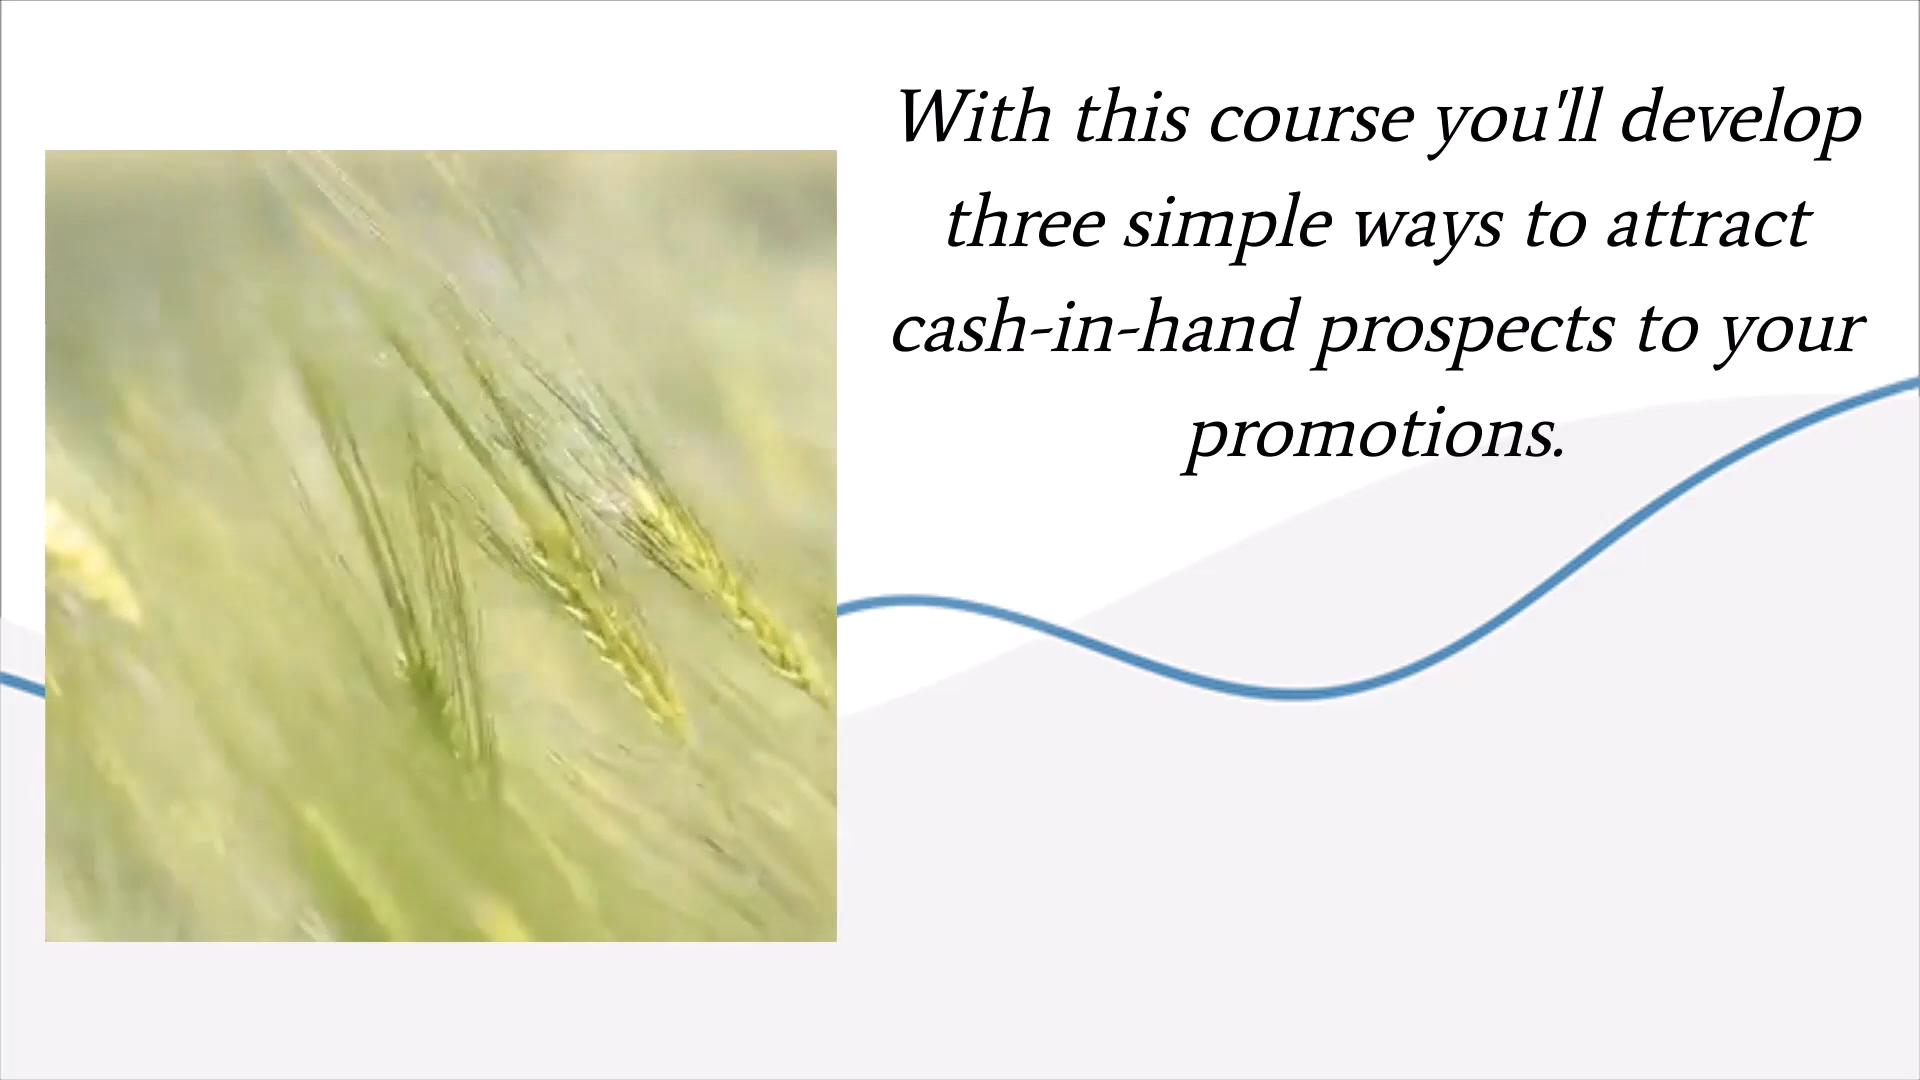 With this course you'll develop
three simple ways to attract
cash-in-hand prospects to your
promotions.